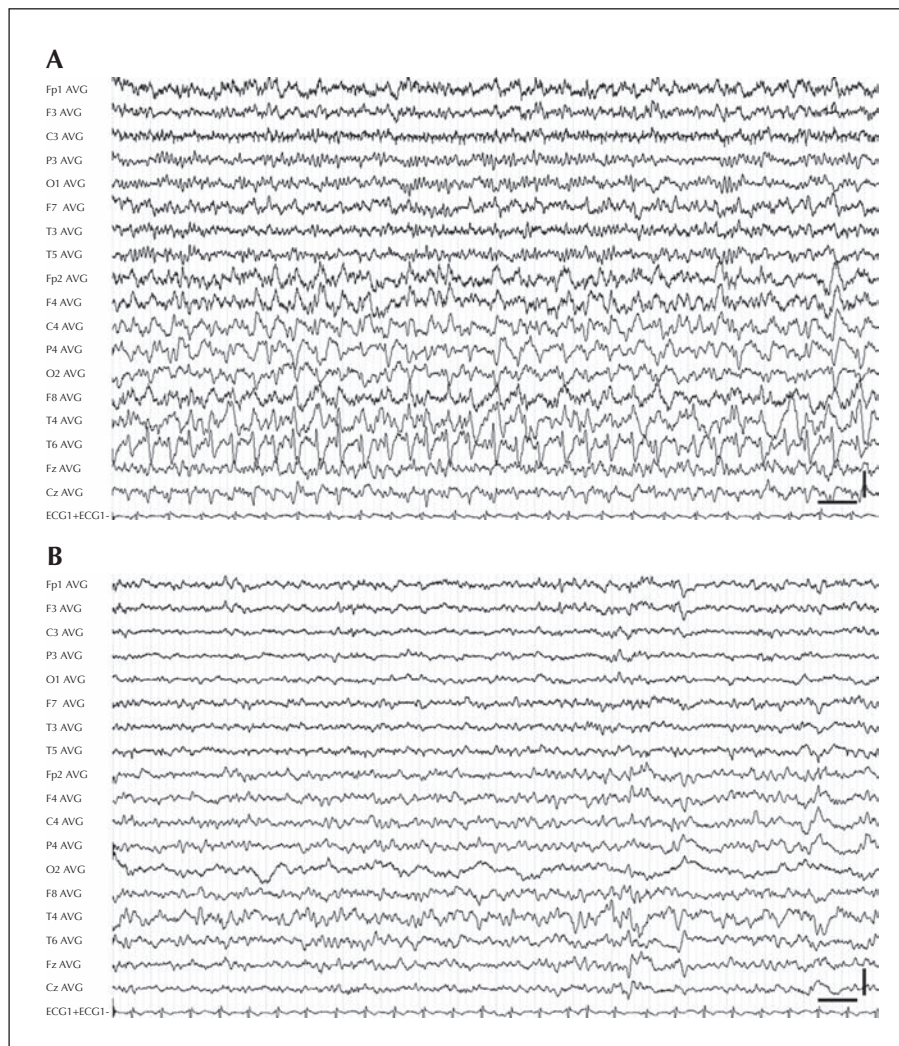 A
Fp1 AVG
F3 AVG
C3 AVG
P3 AVG
O1 AVG
F7 AVG
T3 AVG
T5 AVG
Fp2 AVG
F4 AVG
C4 AVG
P4 AVG
O2 AVG
F8 AVG
T4 AVG
T6 AVG
Fz AVG
Cz AVG
ECG1+ECG1-
B
Fp1 AVG
F3 AVG
C3 AVG
P3 AVG
O1 AVG
F7 AVG
T3 AVG
T5 AVG
Fp2 AVG
F4 AVG
C4 AVG
P4 AVG
O2 AVG
F8 AVG
T4 AVG
T6 AVG
Fz AVG
Cz AVG
ECG1+ECG1-